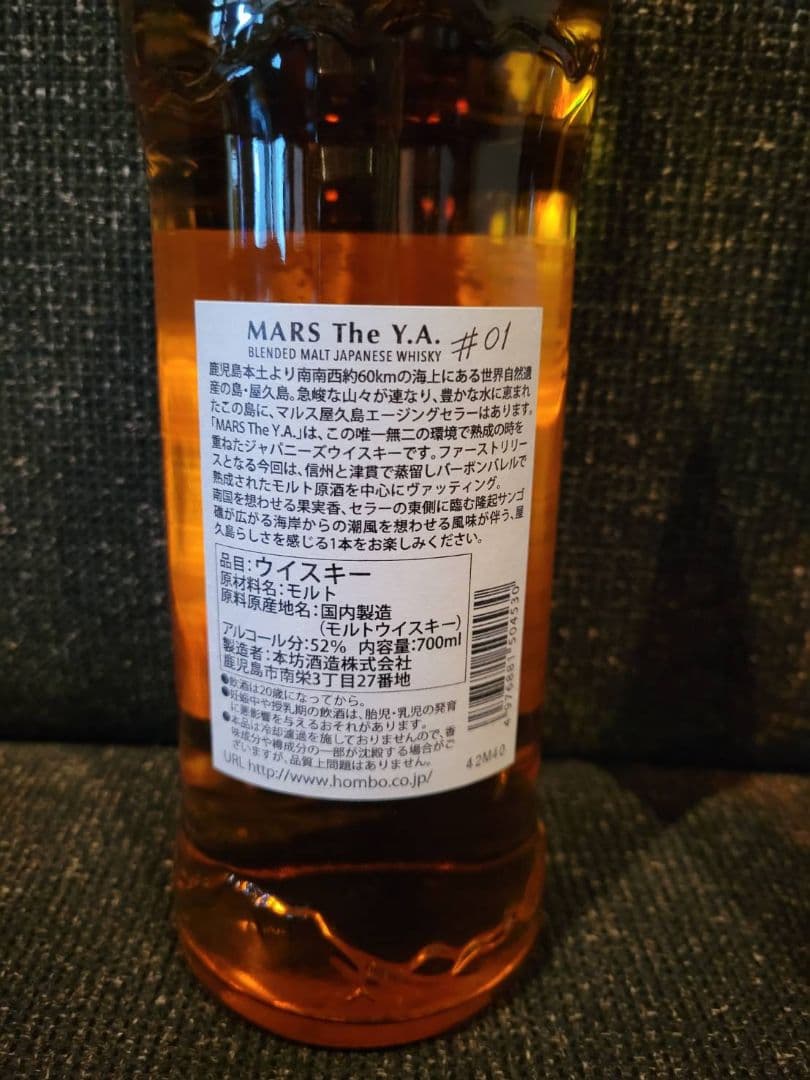 MARS The Y.A. #01
BLENDED MALT JAPANESE WHISKY
鹿児島本土より南南西約60kmの海上にある世界自然遺
産の島・屋久島。急峻な山々が連なり、豊かな水に恵まれ
たこの島に、マルス屋久島エージングセラーはあります。
「MARS The Y.A.」は、この唯一無二の環境で熟成の時を
重ねたジャパニーズウイスキーです。ファーストリリー
スとなる今回は、信州と津貫で蒸留しバーボンバレルで
熟成されたモルト原酒を中心にヴァッティング。
南国を想わせる果実香、セラーの東側に臨む隆起サンゴ
礁が広がる海岸からの潮風を想わせる風味が伴う、屋
久島らしさを感じる1本をお楽しみください。
品目：ウイスキー
原材料名：モルト
原料原産地名：国内製造
（モルトウイスキー）
アルコール分：52% 内容量：700ml
製造者：本坊酒造株式会社
鹿児島市南栄3丁目27番地
●飲酒は20歳になってから。
●妊娠中や授乳期の飲酒は、胎児・乳児の発育
に悪影響を与えるおそれがあります。
●本品は冷却濾過を施しておりませんので、香
味成分や樽成分の一部が沈殿する場合がご
ざいますが、品質上問題はありません。
URL http://www.hombo.co.jp/
4 976881 504530
42M40